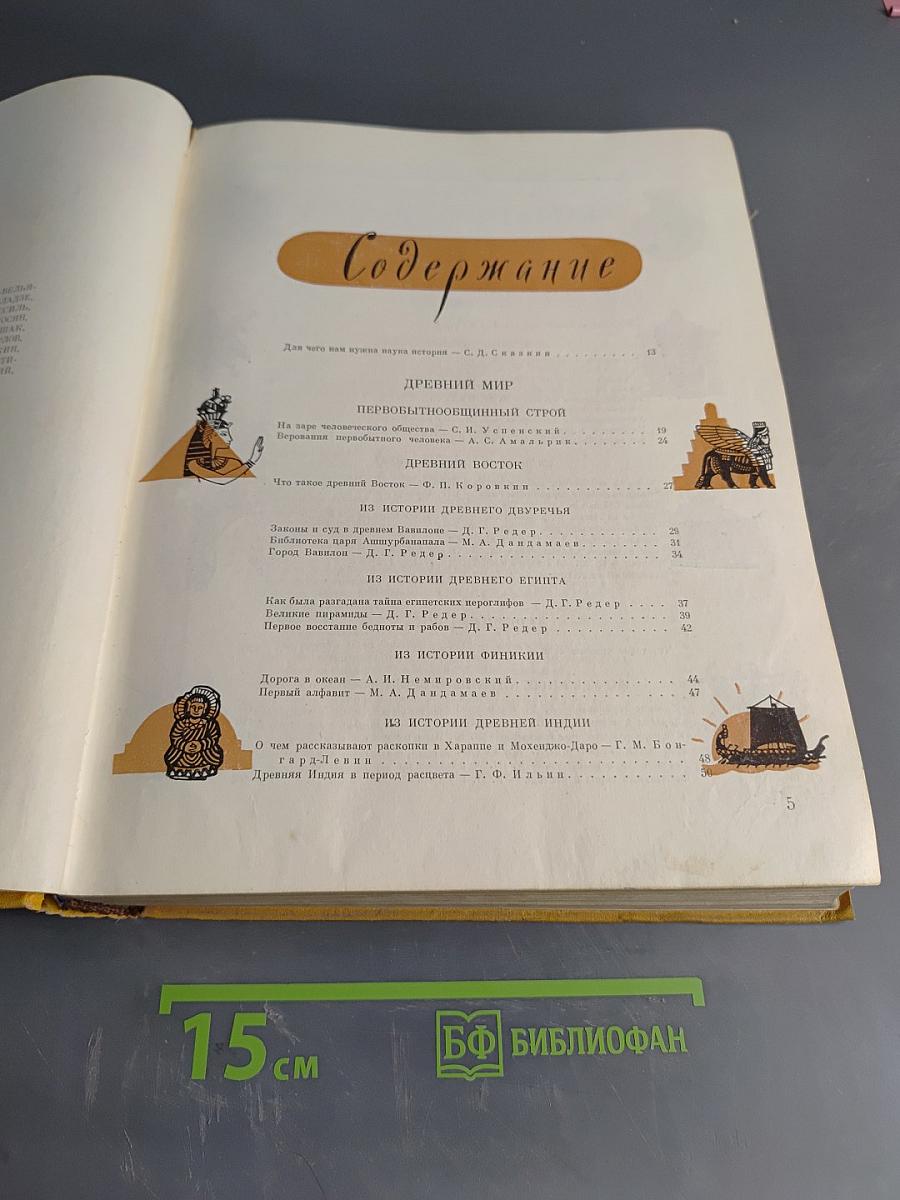 ВЕЛЬЯ-
ЛАДЗЕ,
ШАК,
Содержание
Для чего нам нужна наука история — С. Д. Сказкин . . . . . . . . . 13
ДРЕВНИЙ МИР
ПЕРВОБЫТНООБЩИННЫЙ СТРОЙ
На заре человеческого общества — С. И. Успенский . . . . . . . . . 19
Верования первобытного человека — А. С. Амальрик . . . . . . . . 24
ДРЕВНИЙ ВОСТОК
Что такое древний Восток — Ф. П. Коровкин . . . . . . . . . . . . 27
ИЗ ИСТОРИИ ДРЕВНЕГО ДВУРЕЧЬЯ
Законы и суд в древнем Вавилоне — Д. Г. Редер . . . . . . . . . . . . 29
Библиотека царя Ашшурбанапала — М. А. Дандамаев . . . . . . . . 31
Город Вавилон — Д. Г. Редер . . . . . . . . . . . . . . . . . . . . 34
ИЗ ИСТОРИИ ДРЕВНЕГО ЕГИПТА
Как была разгадана тайна египетских иероглифов — Д. Г. Редер . . . . 37
Великие пирамиды — Д. Г. Редер . . . . . . . . . . . . . . . . . . 39
Первое восстание бедноты и рабов — Д. Г. Редер . . . . . . . . . . . 42
ИЗ ИСТОРИИ ФИНИКИИ
Дорога в океан — А. И. Немировский . . . . . . . . . . . . . . . . 44
Первый алфавит — М. А. Дандамаев . . . . . . . . . . . . . . . . . 47
ИЗ ИСТОРИИ ДРЕВНЕЙ ИНДИИ
О чем рассказывают раскопки в Хараппе и Мохенджо-Даро — Г. М. Бон-
гард-Левин . . . . . . . . . . . . . . . . . . . . . . . . . . . . 48
Древняя Индия в период расцвета — Г. Ф. Ильин . . . . . . . . . . . 50
5
15 см
БФ БИБЛИОФАН